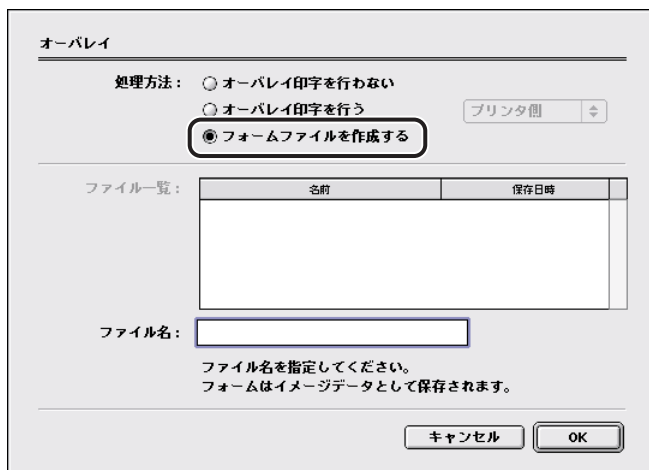 オーバレイ
処理方法： オーバレイ印字を行わない
オーバレイ印字を行う プリンタ側
フォームファイルを作成する
ファイル一覧： 名前 保存日時
ファイル名：
ファイル名を指定してください。
フォームはイメージデータとして保存されます。
キャンセル OK